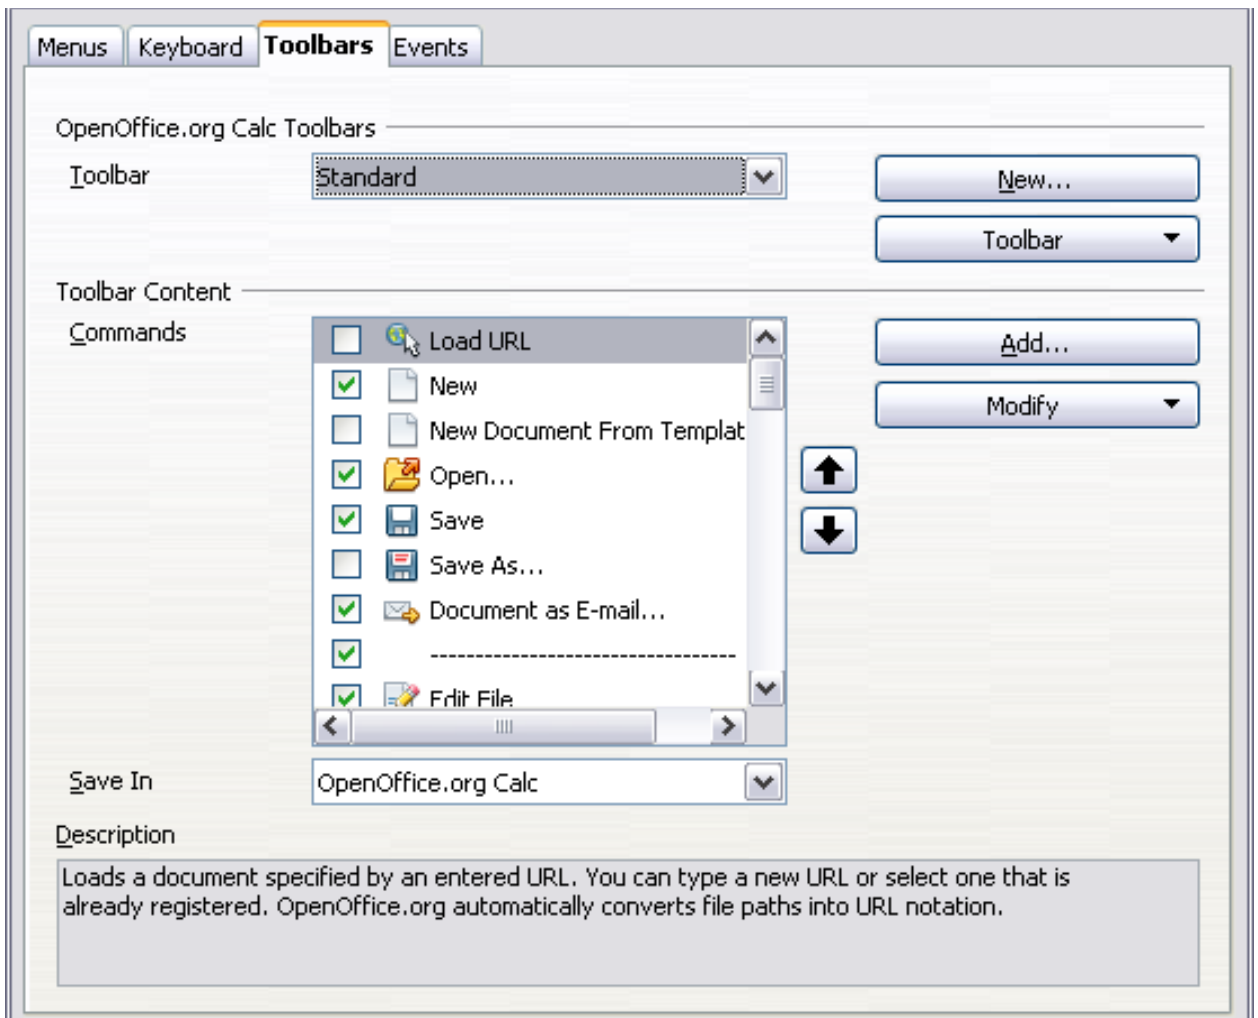 Menus Keyboard Toolbars Events
OpenOffice.org Calc Toolbars
Toolbar Standard New...
Toolbar
Toolbar Content
Commands Load URL Add...
New Modify
New Document From Templat
Open...
Save
Save As...
Document as E-mail...
----------------------------------
Edit File
Save In OpenOffice.org Calc
Description
Loads a document specified by an entered URL. You can type a new URL or select one that is
already registered. OpenOffice.org automatically converts file paths into URL notation.